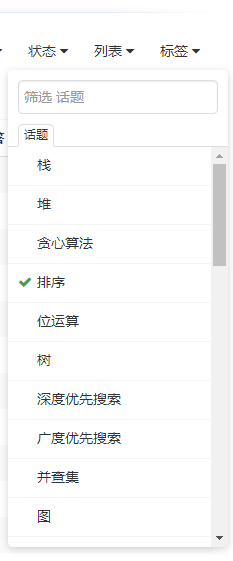 状态 列表 标签
筛选 话题
话题
栈
堆
贪心算法
排序
位运算
树
深度优先搜索
广度优先搜索
并查集
图